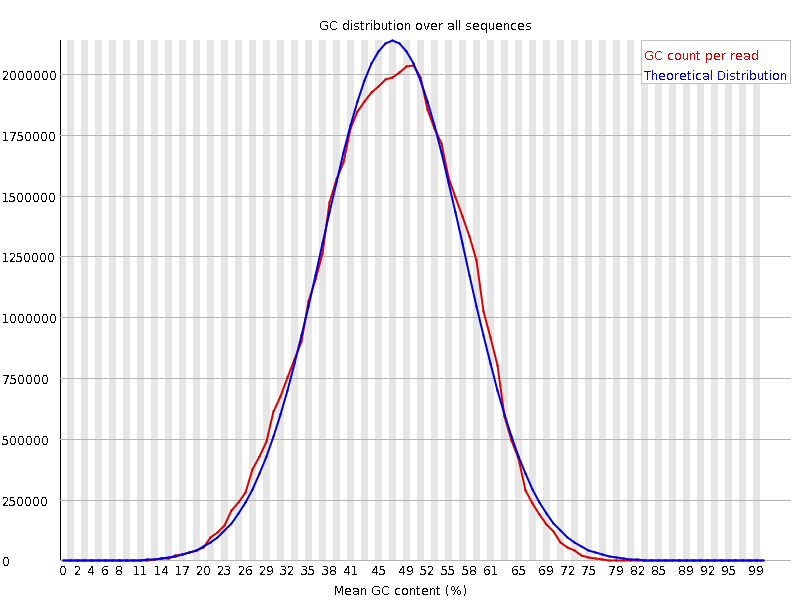 GC distribution over all sequences
GC count per read
Theoretical Distribution
2000000
1750000
1500000
1250000
1000000
750000
500000
250000
0
0 2 4 6 8 11 14 17 20 23 26 29 32 35 38 41 45 49 52 55 58 61 65 69 72 75 79 82 85 89 92 95 99
Mean GC content (%)